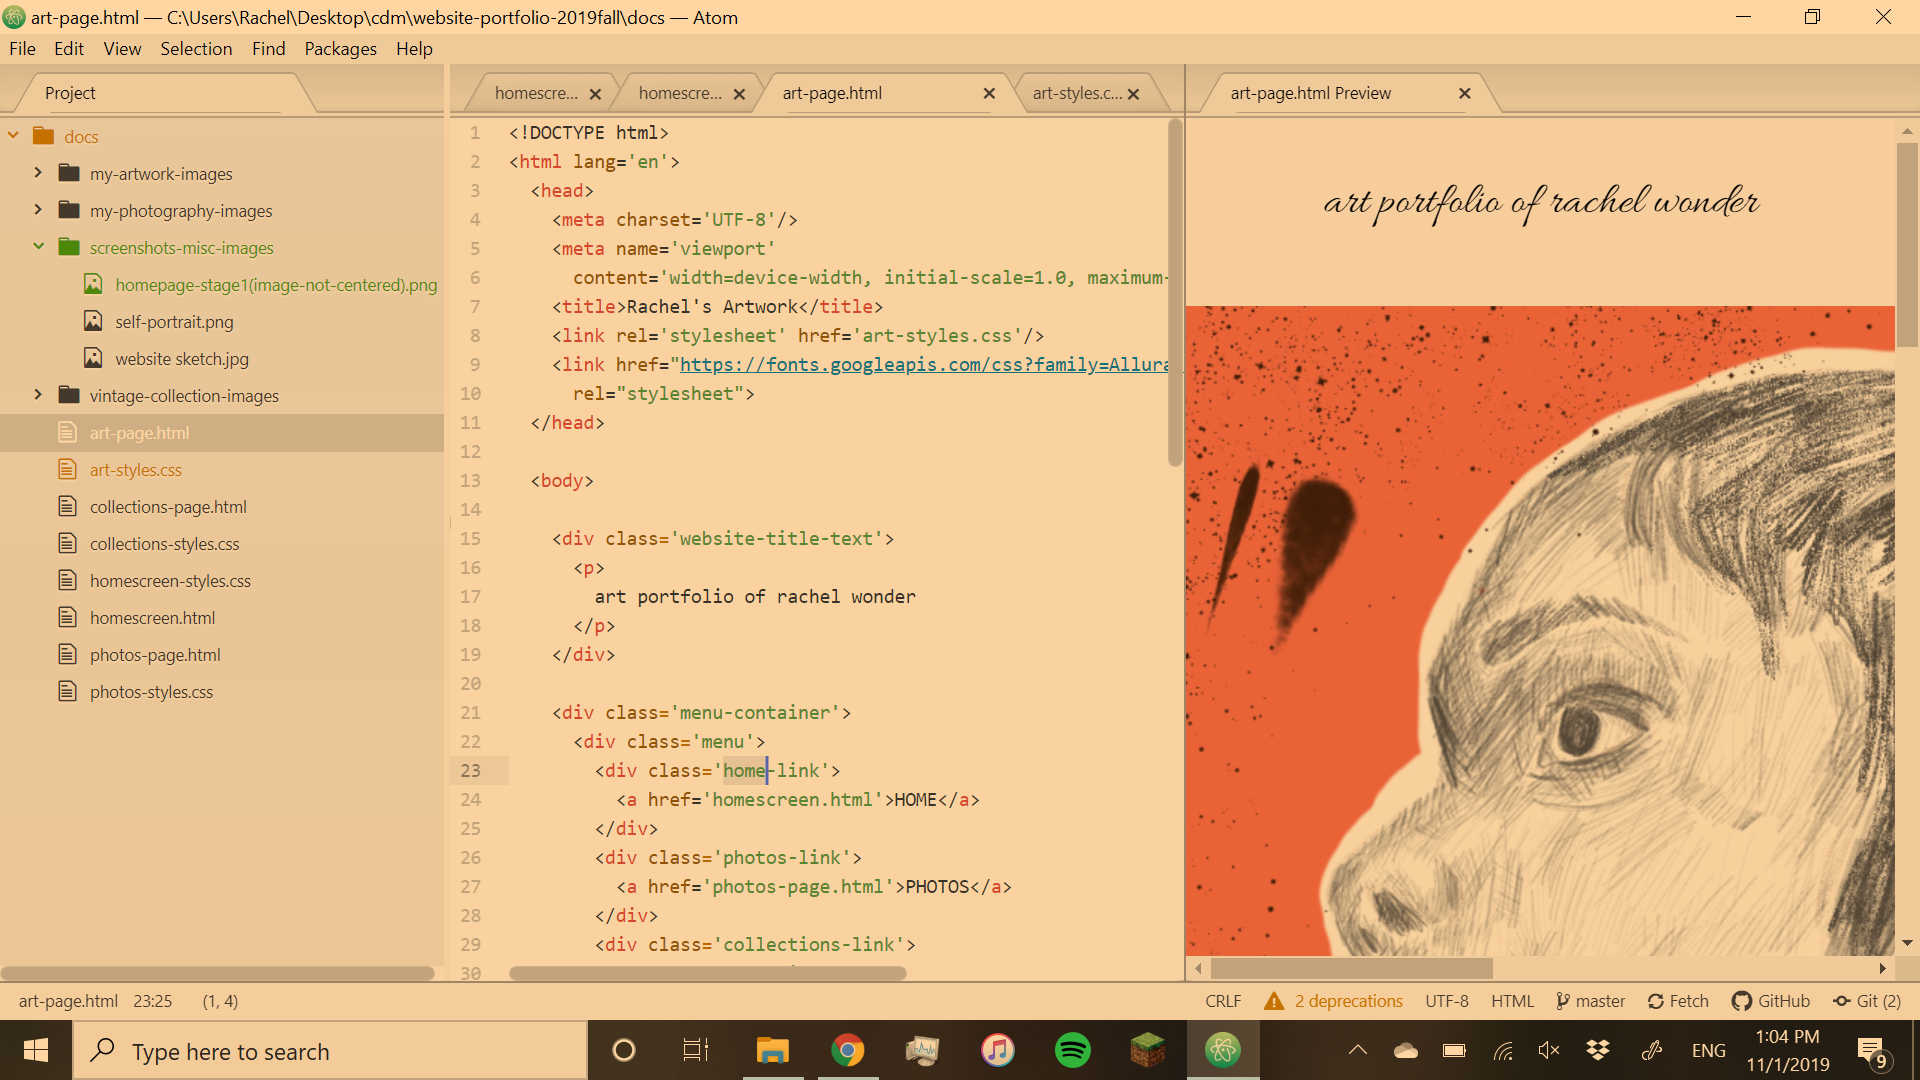 art-page.html — C:\Users\Rachel\Desktop\cdm\website-portfolio-2019fall\docs — Atom
File Edit View Selection Find Packages Help
Project
docs
my-artwork-images
my-photography-images
screenshots-misc-images
homepage-stage1(image-not-centered).png
self-portrait.png
website sketch.jpg
vintage-collection-images
art-page.html
art-styles.css
collections-page.html
collections-styles.css
homescreen-styles.css
homescreen.html
photos-page.html
photos-styles.css
homescre... homescre... art-page.html art-styles.c...
1 <!DOCTYPE html>
2 <html lang='en'>
3 <head>
4 <meta charset='UTF-8'/>
5 <meta name='viewport'
6 content='width=device-width, initial-scale=1.0, maximum-
7 <title>Rachel's Artwork</title>
8 <link rel='stylesheet' href='art-styles.css'/>
9 <link href="https://fonts.googleapis.com/css?family=Allura
10 rel="stylesheet">
11 </head>
12
13 <body>
14
15 <div class='website-title-text'>
16 <p>
17 art portfolio of rachel wonder
18 </p>
19 </div>
20
21 <div class='menu-container'>
22 <div class='menu'>
23 <div class='home-link'>
24 <a href='homescreen.html'>HOME</a>
25 </div>
26 <div class='photos-link'>
27 <a href='photos-page.html'>PHOTOS</a>
28 </div>
29 <div class='collections-link'>
30
art-page.html Preview
art portfolio of rachel wonder
art-page.html 23:25 (1, 4)
CRLF 2 deprecations UTF-8 HTML master Fetch GitHub Git (2)
Type here to search
ENG
1:04 PM
11/1/2019
9